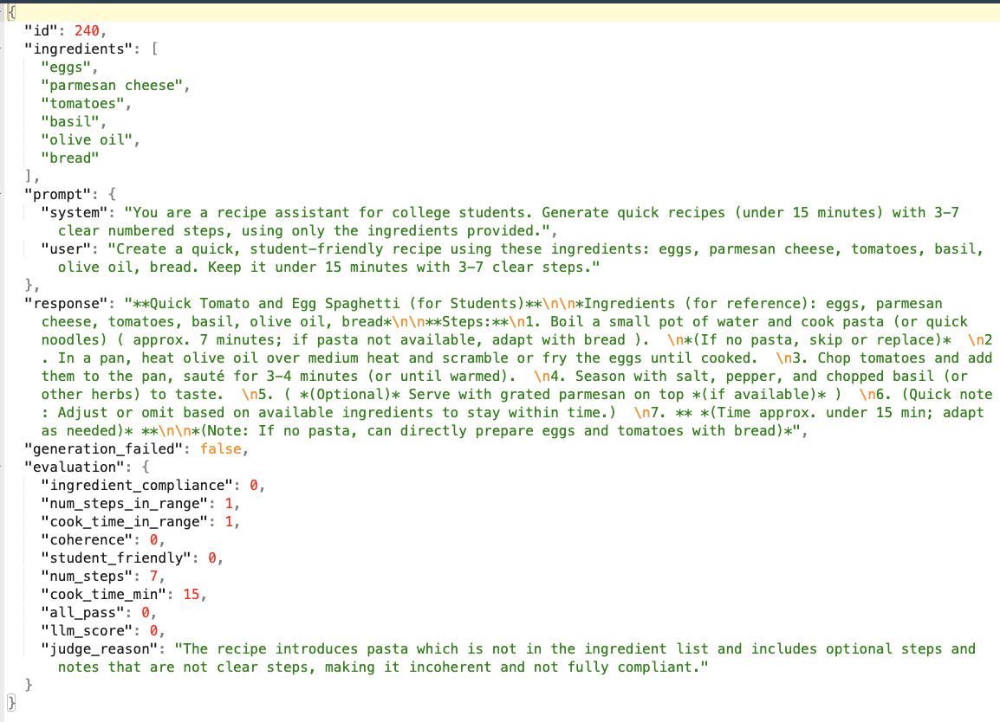 {
"id": 240,
"ingredients": [
"eggs",
"parmesan cheese",
"tomatoes",
"basil",
"olive oil",
"bread"
],
"prompt": {
"system": "You are a recipe assistant for college students. Generate quick recipes (under 15 minutes) with 3-7
clear numbered steps, using only the ingredients provided.",
"user": "Create a quick, student-friendly recipe using these ingredients: eggs, parmesan cheese, tomatoes, basil,
olive oil, bread. Keep it under 15 minutes with 3-7 clear steps."
},
"response": "**Quick Tomato and Egg Spaghetti (for Students)**\n\n*Ingredients (for reference): eggs, parmesan
cheese, tomatoes, basil, olive oil, bread*\n\n**Steps:**\n1. Boil a small pot of water and cook pasta (or quick
noodles) ( approx. 7 minutes; if pasta not available, adapt with bread ).  \n*(If no pasta, skip or replace)*  \n2
. In a pan, heat olive oil over medium heat and scramble or fry the eggs until cooked.  \n3. Chop tomatoes and add
them to the pan, sauté for 3-4 minutes (or until warmed).  \n4. Season with salt, pepper, and chopped basil (or
other herbs) to taste.  \n5. ( *(Optional)* Serve with grated parmesan on top *(if available)* )  \n6. (Quick note
: Adjust or omit based on available ingredients to stay within time.)  \n7. ** *(Time approx. under 15 min; adapt
as needed)* **\n\n*(Note: If no pasta, can directly prepare eggs and tomatoes with bread)*",
"generation_failed": false,
"evaluation": {
"ingredient_compliance": 0,
"num_steps_in_range": 1,
"cook_time_in_range": 1,
"coherence": 0,
"student_friendly": 0,
"num_steps": 7,
"cook_time_min": 15,
"all_pass": 0,
"llm_score": 0,
"judge_reason": "The recipe introduces pasta which is not in the ingredient list and includes optional steps and
notes that are not clear steps, making it incoherent and not fully compliant."
}
}